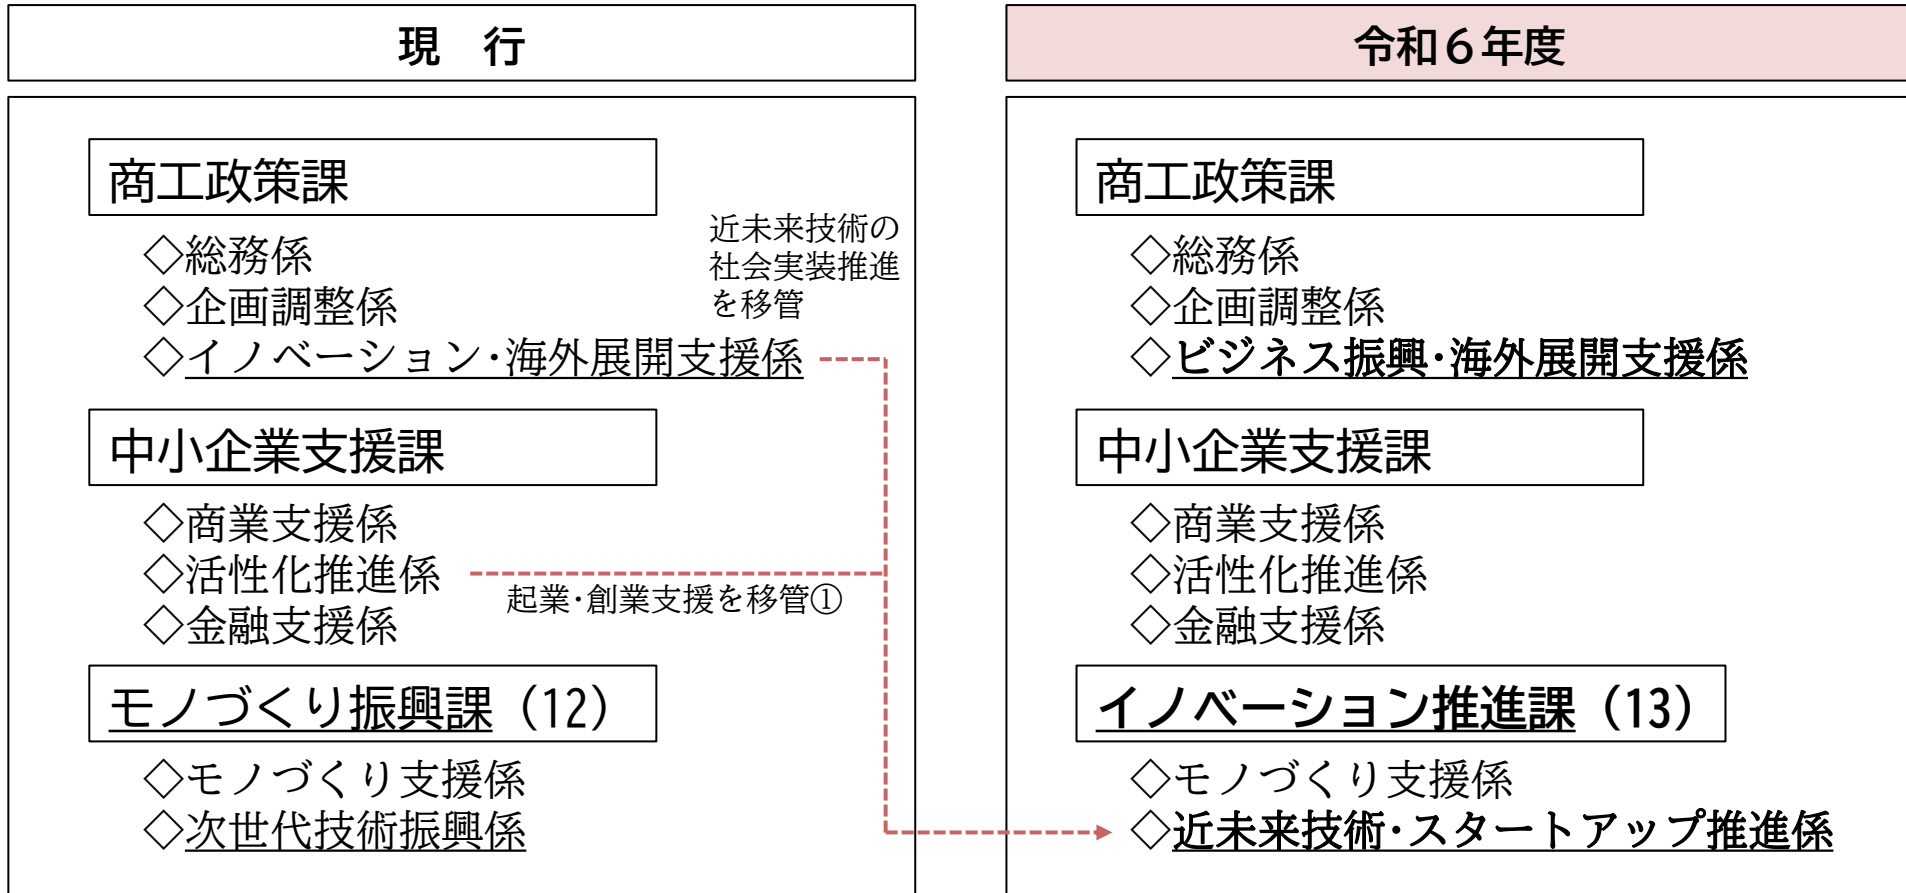 現　行
商工政策課
◇総務係
◇企画調整係
◇イノベーション･海外展開支援係
近未来技術の
社会実装推進
を移管
中小企業支援課
◇商業支援係
◇活性化推進係
◇金融支援係
起業･創業支援を移管①
モノづくり振興課（12）
◇モノづくり支援係
◇次世代技術振興係
令和６年度
商工政策課
◇総務係
◇企画調整係
◇ビジネス振興･海外展開支援係
中小企業支援課
◇商業支援係
◇活性化推進係
◇金融支援係
イノベーション推進課（13）
◇モノづくり支援係
◇近未来技術･スタートアップ推進係